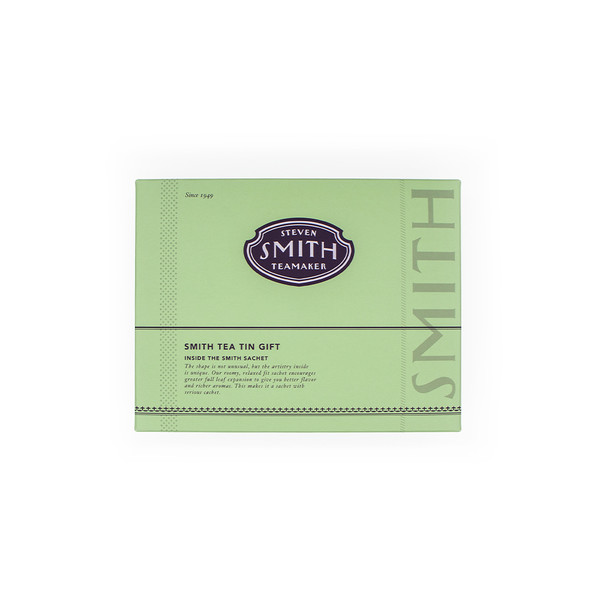 Since 1949
STEVEN
SMITH
TEAMAKER
SMITH
SMITH TEA TIN GIFT
INSIDE THE SMITH SACHET
The shape is not unusual, but the artistry inside
is unique. Our roomy, relaxed fit sachet encourages
greater full leaf expansion to give you better flavor
and richer aromas. This makes it a sachet with
serious cachet.